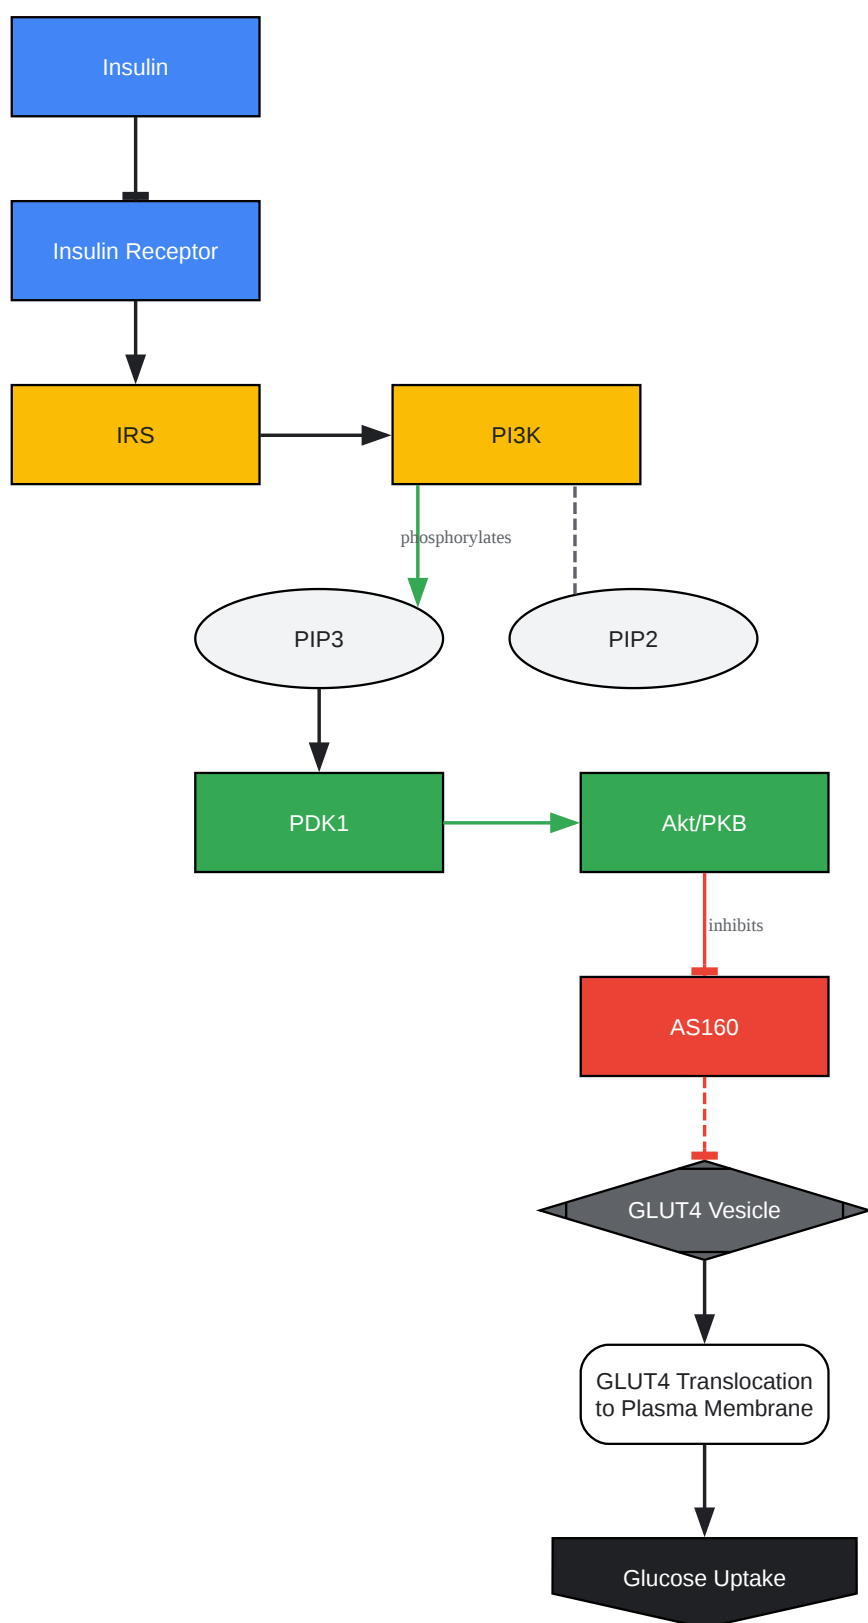 Insulin
Insulin Receptor
IRS
PI3K
phosphorylates
PIP3
PIP2
PDK1
Akt/PKB
inhibits
AS160
GLUT4 Vesicle
GLUT4 Translocation
to Plasma Membrane
Glucose Uptake